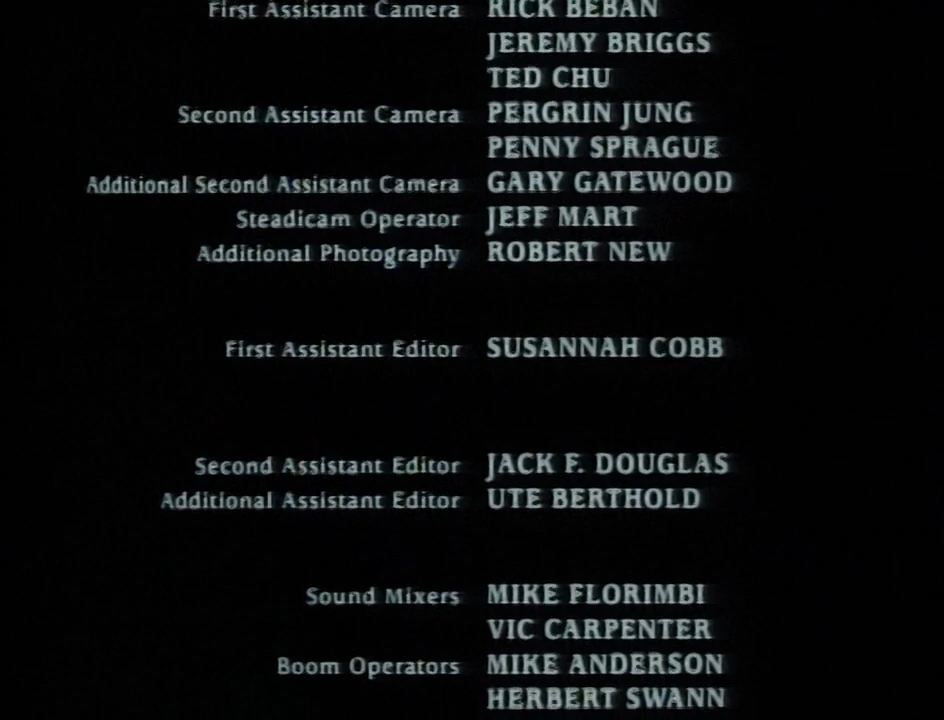 First Assistant Camera RICK BEBAN
JEREMY BRIGGS
TED CHU
Second Assistant Camera PERGRIN JUNG
PENNY SPRAGUE
Additional Second Assistant Camera GARY GATEWOOD
Steadicam Operator JEFF MART
Additional Photography ROBERT NEW
First Assistant Editor SUSANNAH COBB
Second Assistant Editor JACK F. DOUGLAS
Additional Assistant Editor UTE BERTHOLD
Sound Mixers MIKE FLORIMBI
VIC CARPENTER
Boom Operators MIKE ANDERSON
HERBERT SWANN